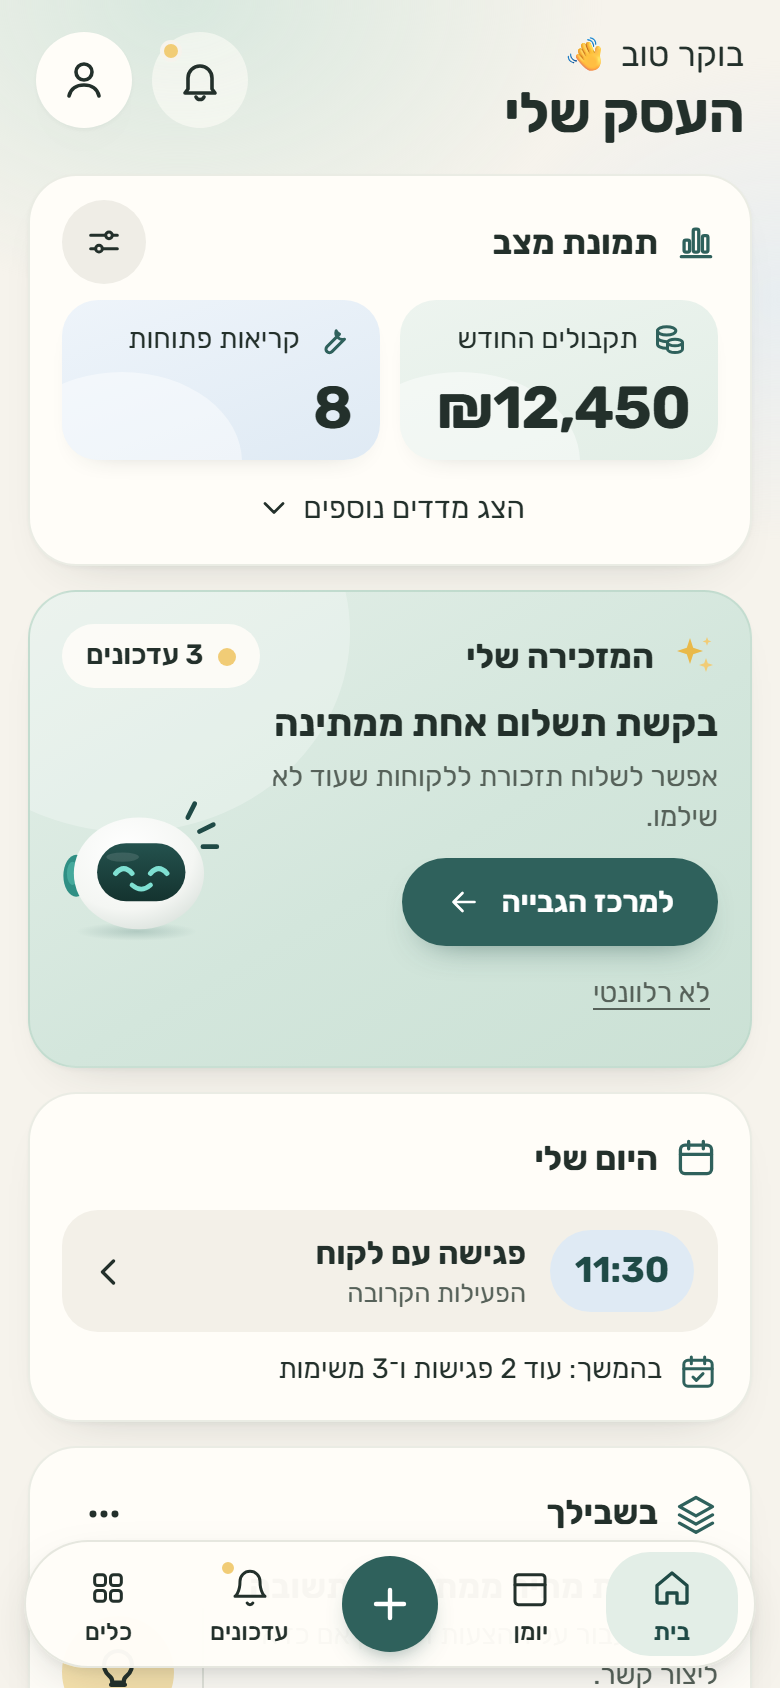 בוקר טוב 👋
העסק שלי
תמונת מצב
תקבולים החודש
₪12,450
קריאות פתוחות
8
הצג מדדים נוספים
המזכירה שלי
3 עדכונים
בקשת תשלום אחת ממתינה
אפשר לשלוח תזכורת ללקוחות שעוד לא
שילמו.
למרכז הגבייה
לא רלוונטי
היום שלי
11:30
פגישה עם לקוח
הפעילות הקרובה
בהמשך: עוד 2 פגישות ו־3 משימות
בשבילך
ליצור קשר.
בית
יומן
עדכונים
כלים